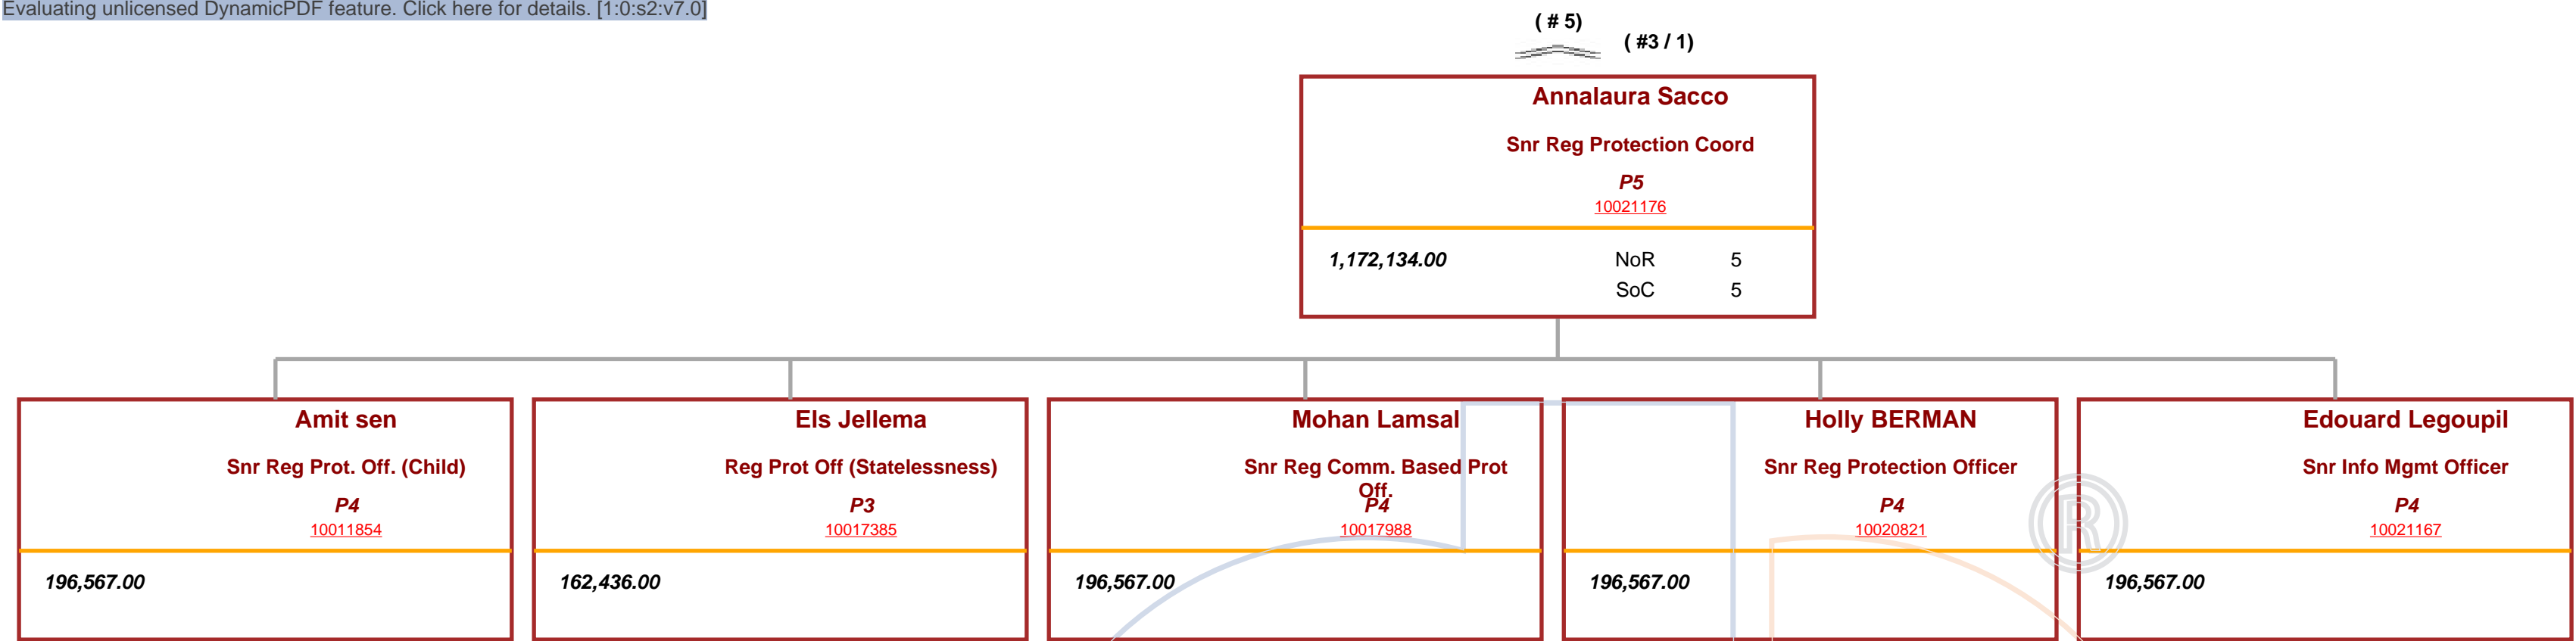 Evaluating unlicensed DynamicPDF feature. Click here for details. [1:0:s2:v7.0]
( # 5)
( #3 / 1)
Annalaura Sacco
Snr Reg Protection Coord
P5
10021176
1,172,134.00 NoR 5
SoC 5
Amit sen
Snr Reg Prot. Off. (Child)
P4
10011854
196,567.00
Els Jellema
Reg Prot Off (Statelessness)
P3
10017385
162,436.00
Mohan Lamsal
Snr Reg Comm. Based Prot
Off.
P4
10017988
196,567.00
Holly BERMAN
Snr Reg Protection Officer
P4
10020821
196,567.00
Edouard Legoupil
Snr Info Mgmt Officer
P4
10021167
196,567.00
®